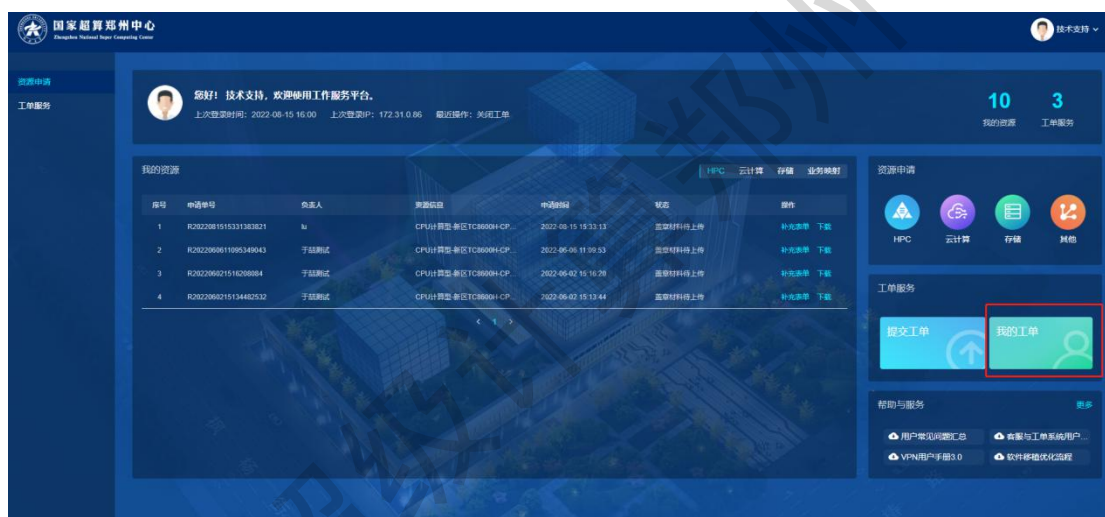 国家超算郑州中心
Zhengzhou National Super Computing Center
技术支持
资源申请
工单服务
您好！技术支持，欢迎使用工作服务平台。
上次登录时间：2022-08-15 16:00 上次登录IP：172.31.0.86 最近操作：关闭工单
10 3
我的资源 工单服务
我的资源
HPC 云计算 存储 业务映射
序号 申请单号 负责人 资源信息 申请时间 状态 操作
1 R2022081515331383821 lu CPU计算型-新区TC8600H-CP... 2022-08-15 15:33:13 盖章材料待上传 补充表单 下载
2 R2022060611095349043 于喆测试 CPU计算型-新区TC8600H-CP... 2022-06-06 11:09:53 盖章材料待上传 补充表单 下载
3 R202206021516208084 于喆测试 CPU计算型-新区TC8600H-CP... 2022-06-02 15:16:20 盖章材料待上传 补充表单 下载
4 R2022060215134482532 于喆测试 CPU计算型-新区TC8600H-CP... 2022-06-02 15:13:44 盖章材料待上传 补充表单 下载
< 1 >
资源申请
HPC 云计算 存储 其他
工单服务
提交工单 我的工单
帮助与服务 更多
用户常见问题汇总 客服与工单系统用户...
VPN用户手册3.0 软件移植优化流程